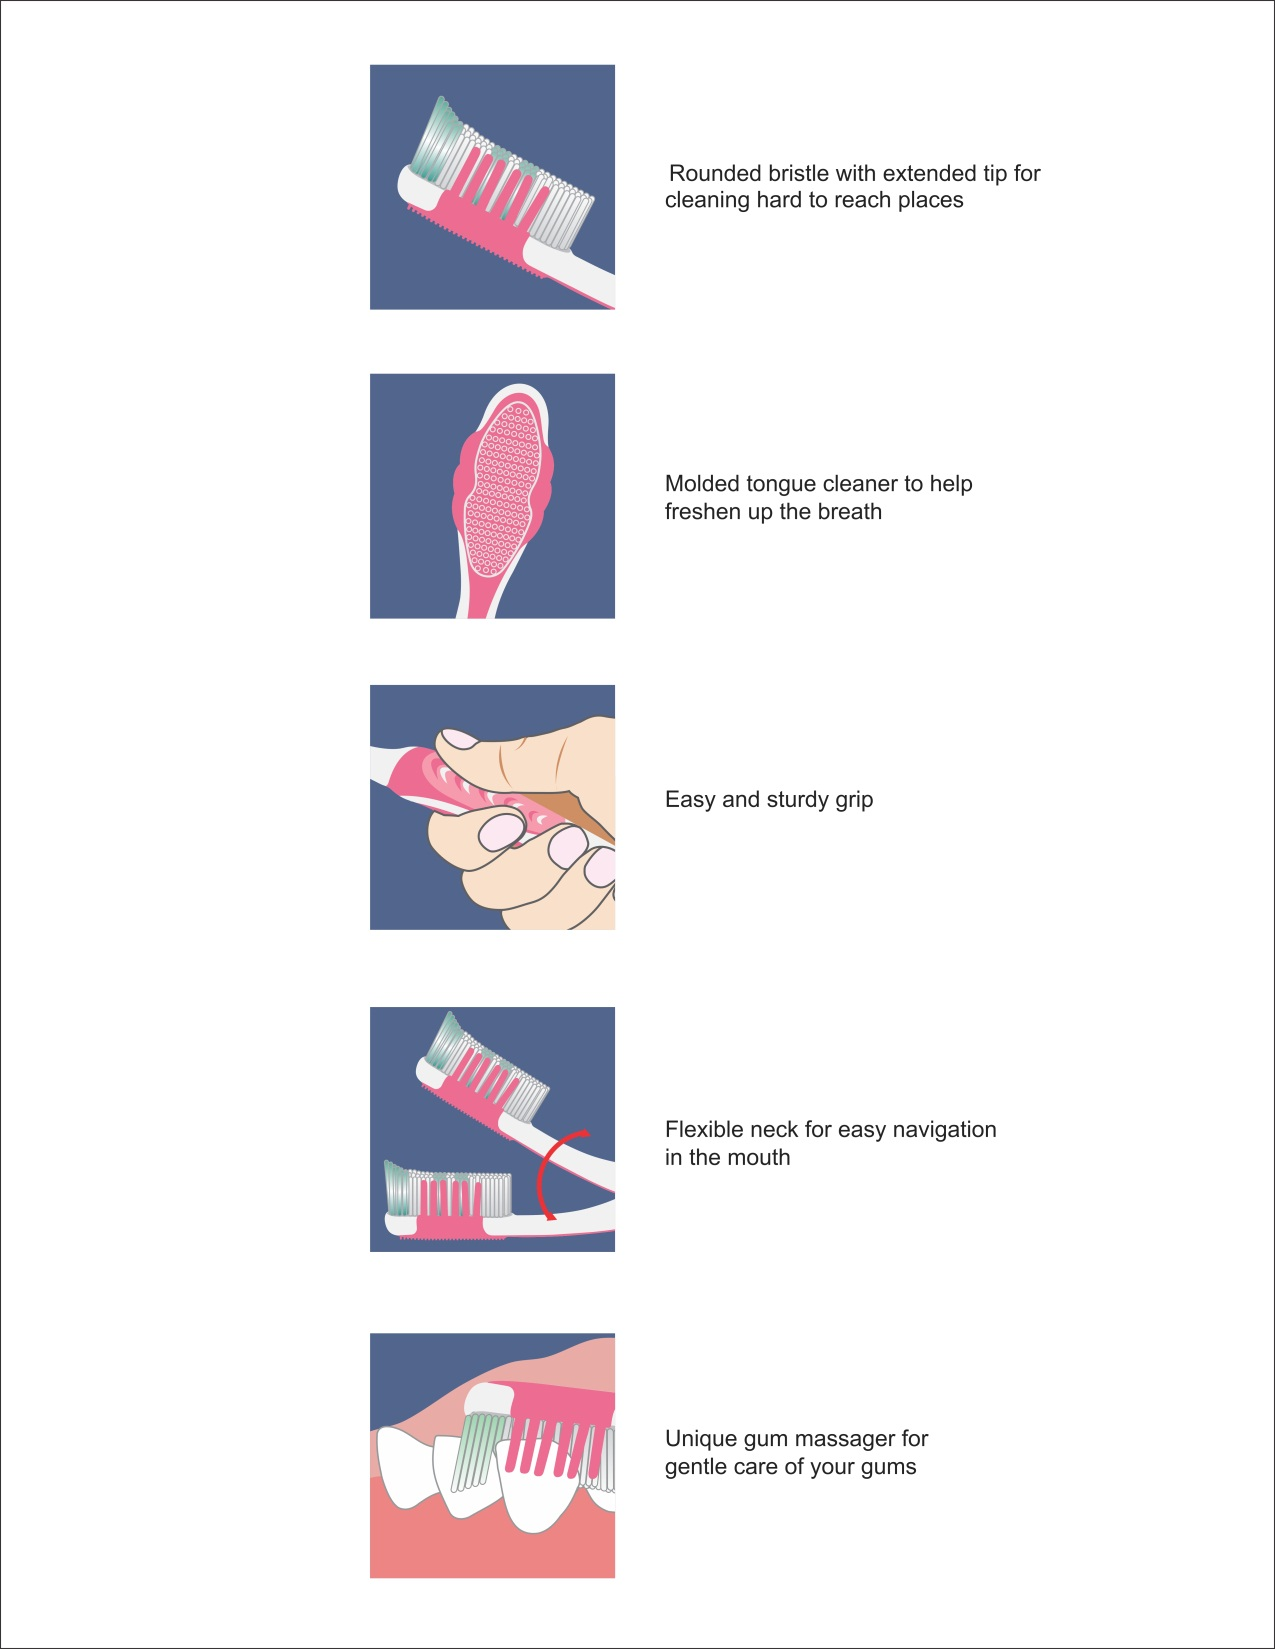 Rounded bristle with extended tip for
cleaning hard to reach places
Molded tongue cleaner to help
freshen up the breath
Easy and sturdy grip
Flexible neck for easy navigation
in the mouth
Unique gum massager for
gentle care of your gums